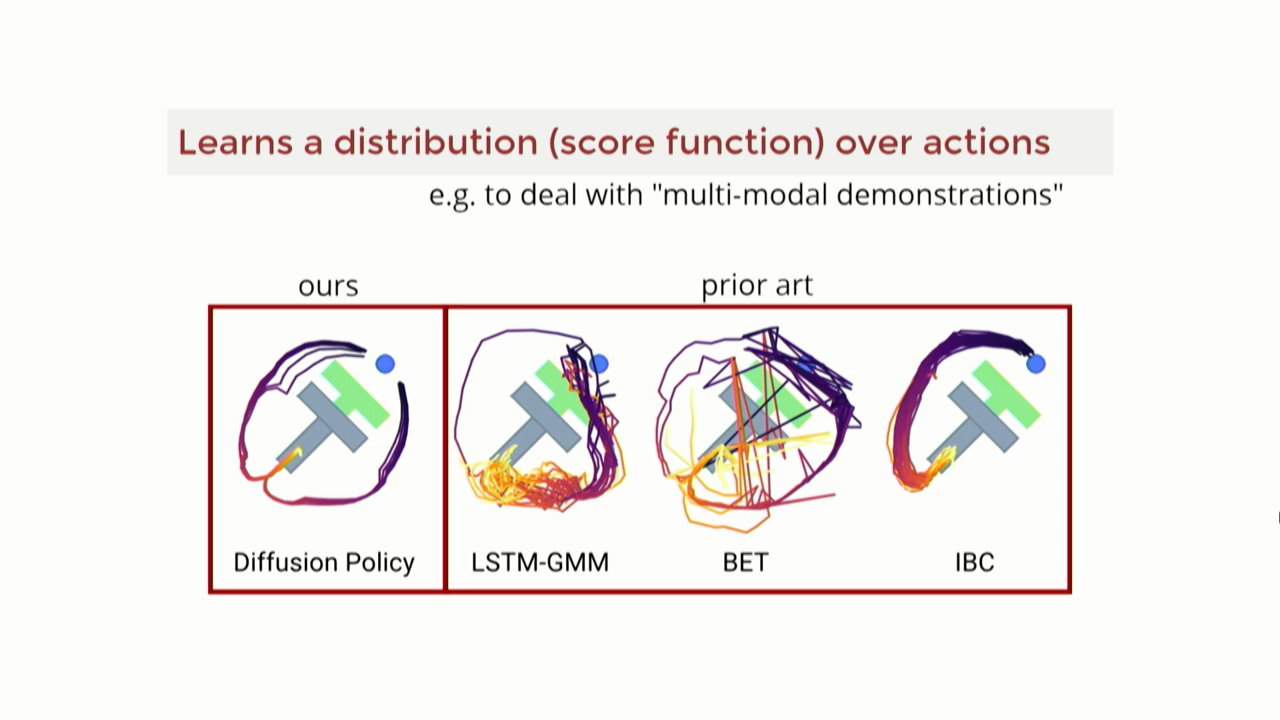 Learns a distribution (score function) over actions
e.g. to deal with "multi-modal demonstrations"
ours
prior art
Diffusion Policy
LSTM-GMM
BET
IBC